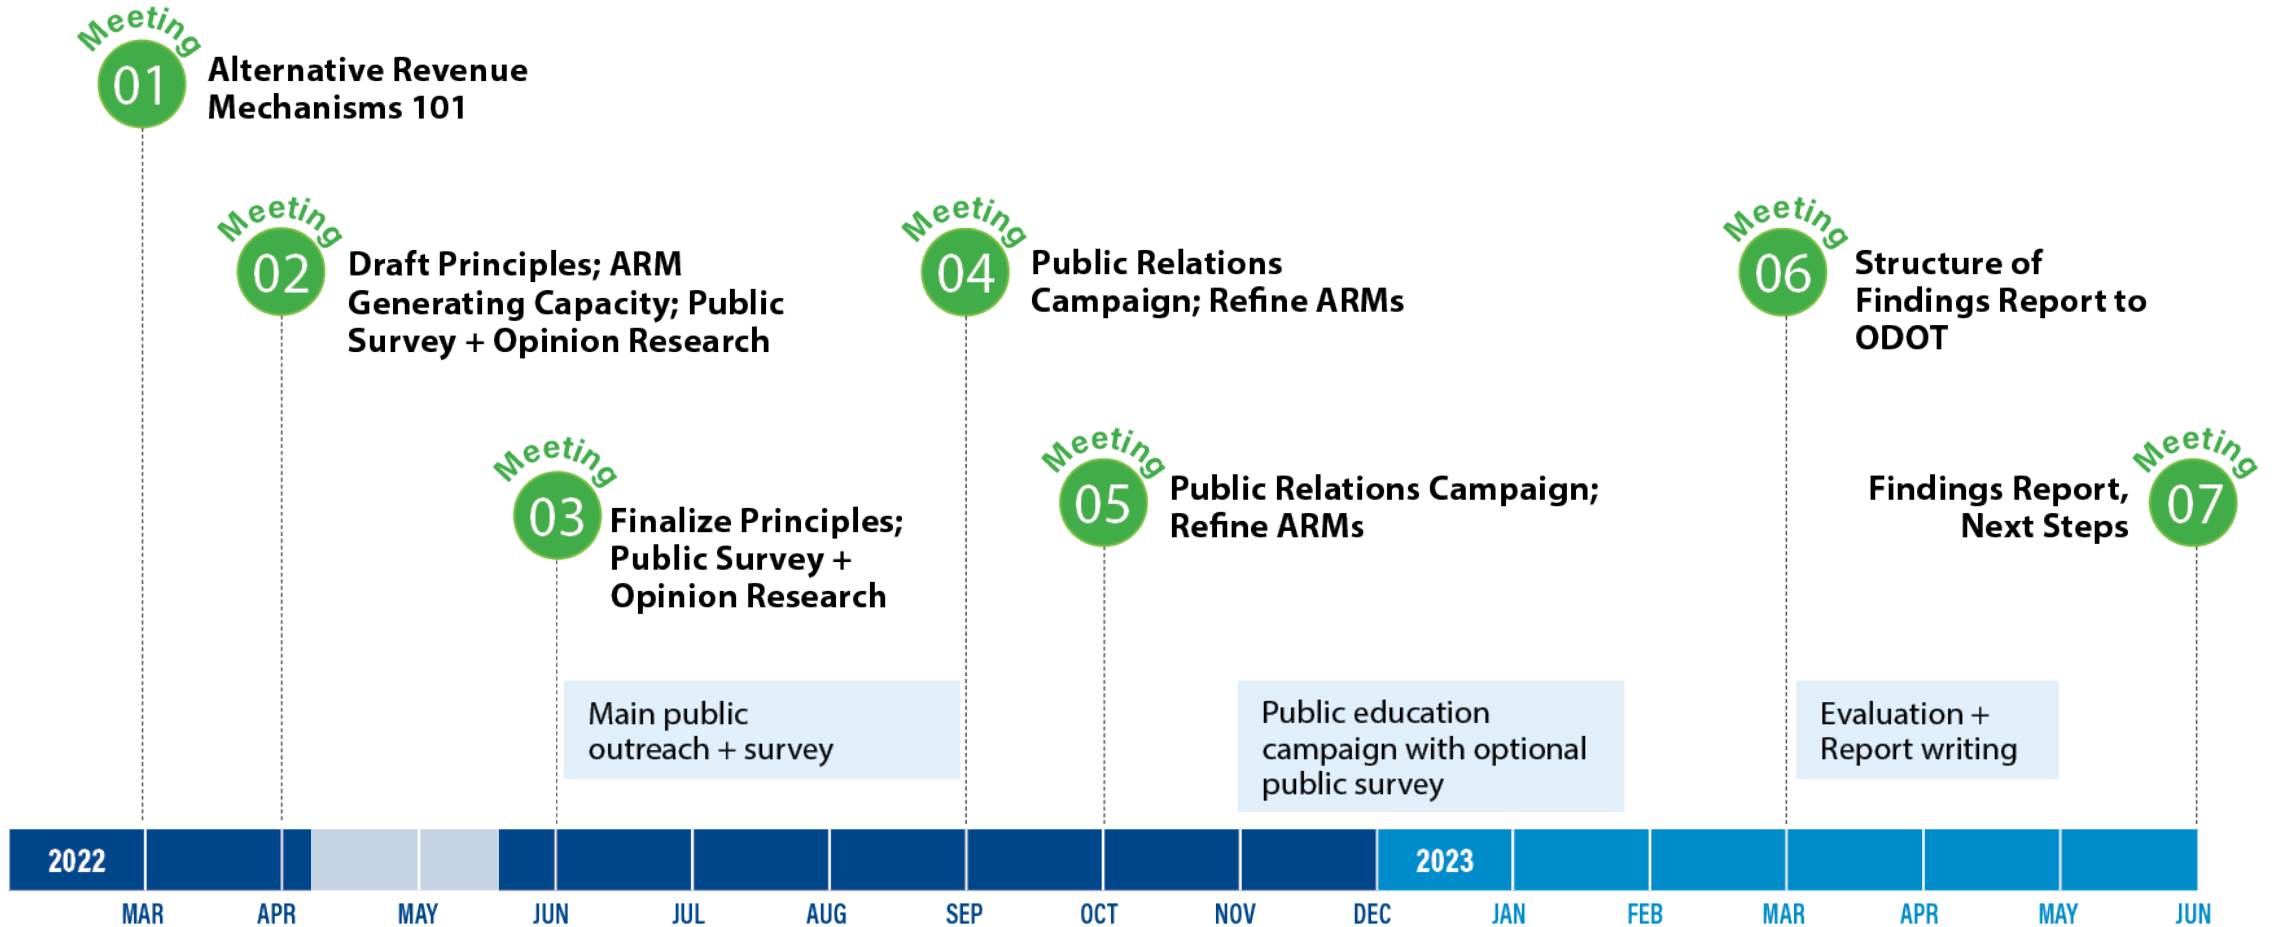 Meeting
01
Alternative Revenue
Mechanisms 101
Meeting
02
Draft Principles; ARM
Generating Capacity; Public
Survey + Opinion Research
Meeting
03
Finalize Principles;
Public Survey +
Opinion Research
Meeting
04
Public Relations
Campaign; Refine ARMs
Meeting
05
Public Relations Campaign;
Refine ARMs
Meeting
06
Structure of
Findings Report to
ODOT
Meeting
07
Findings Report,
Next Steps
Main public
outreach + survey
Public education
campaign with optional
public survey
Evaluation +
Report writing
2022
2023
MAR
APR
MAY
JUN
JUL
AUG
SEP
OCT
NOV
DEC
JAN
FEB
MAR
APR
MAY
JUN